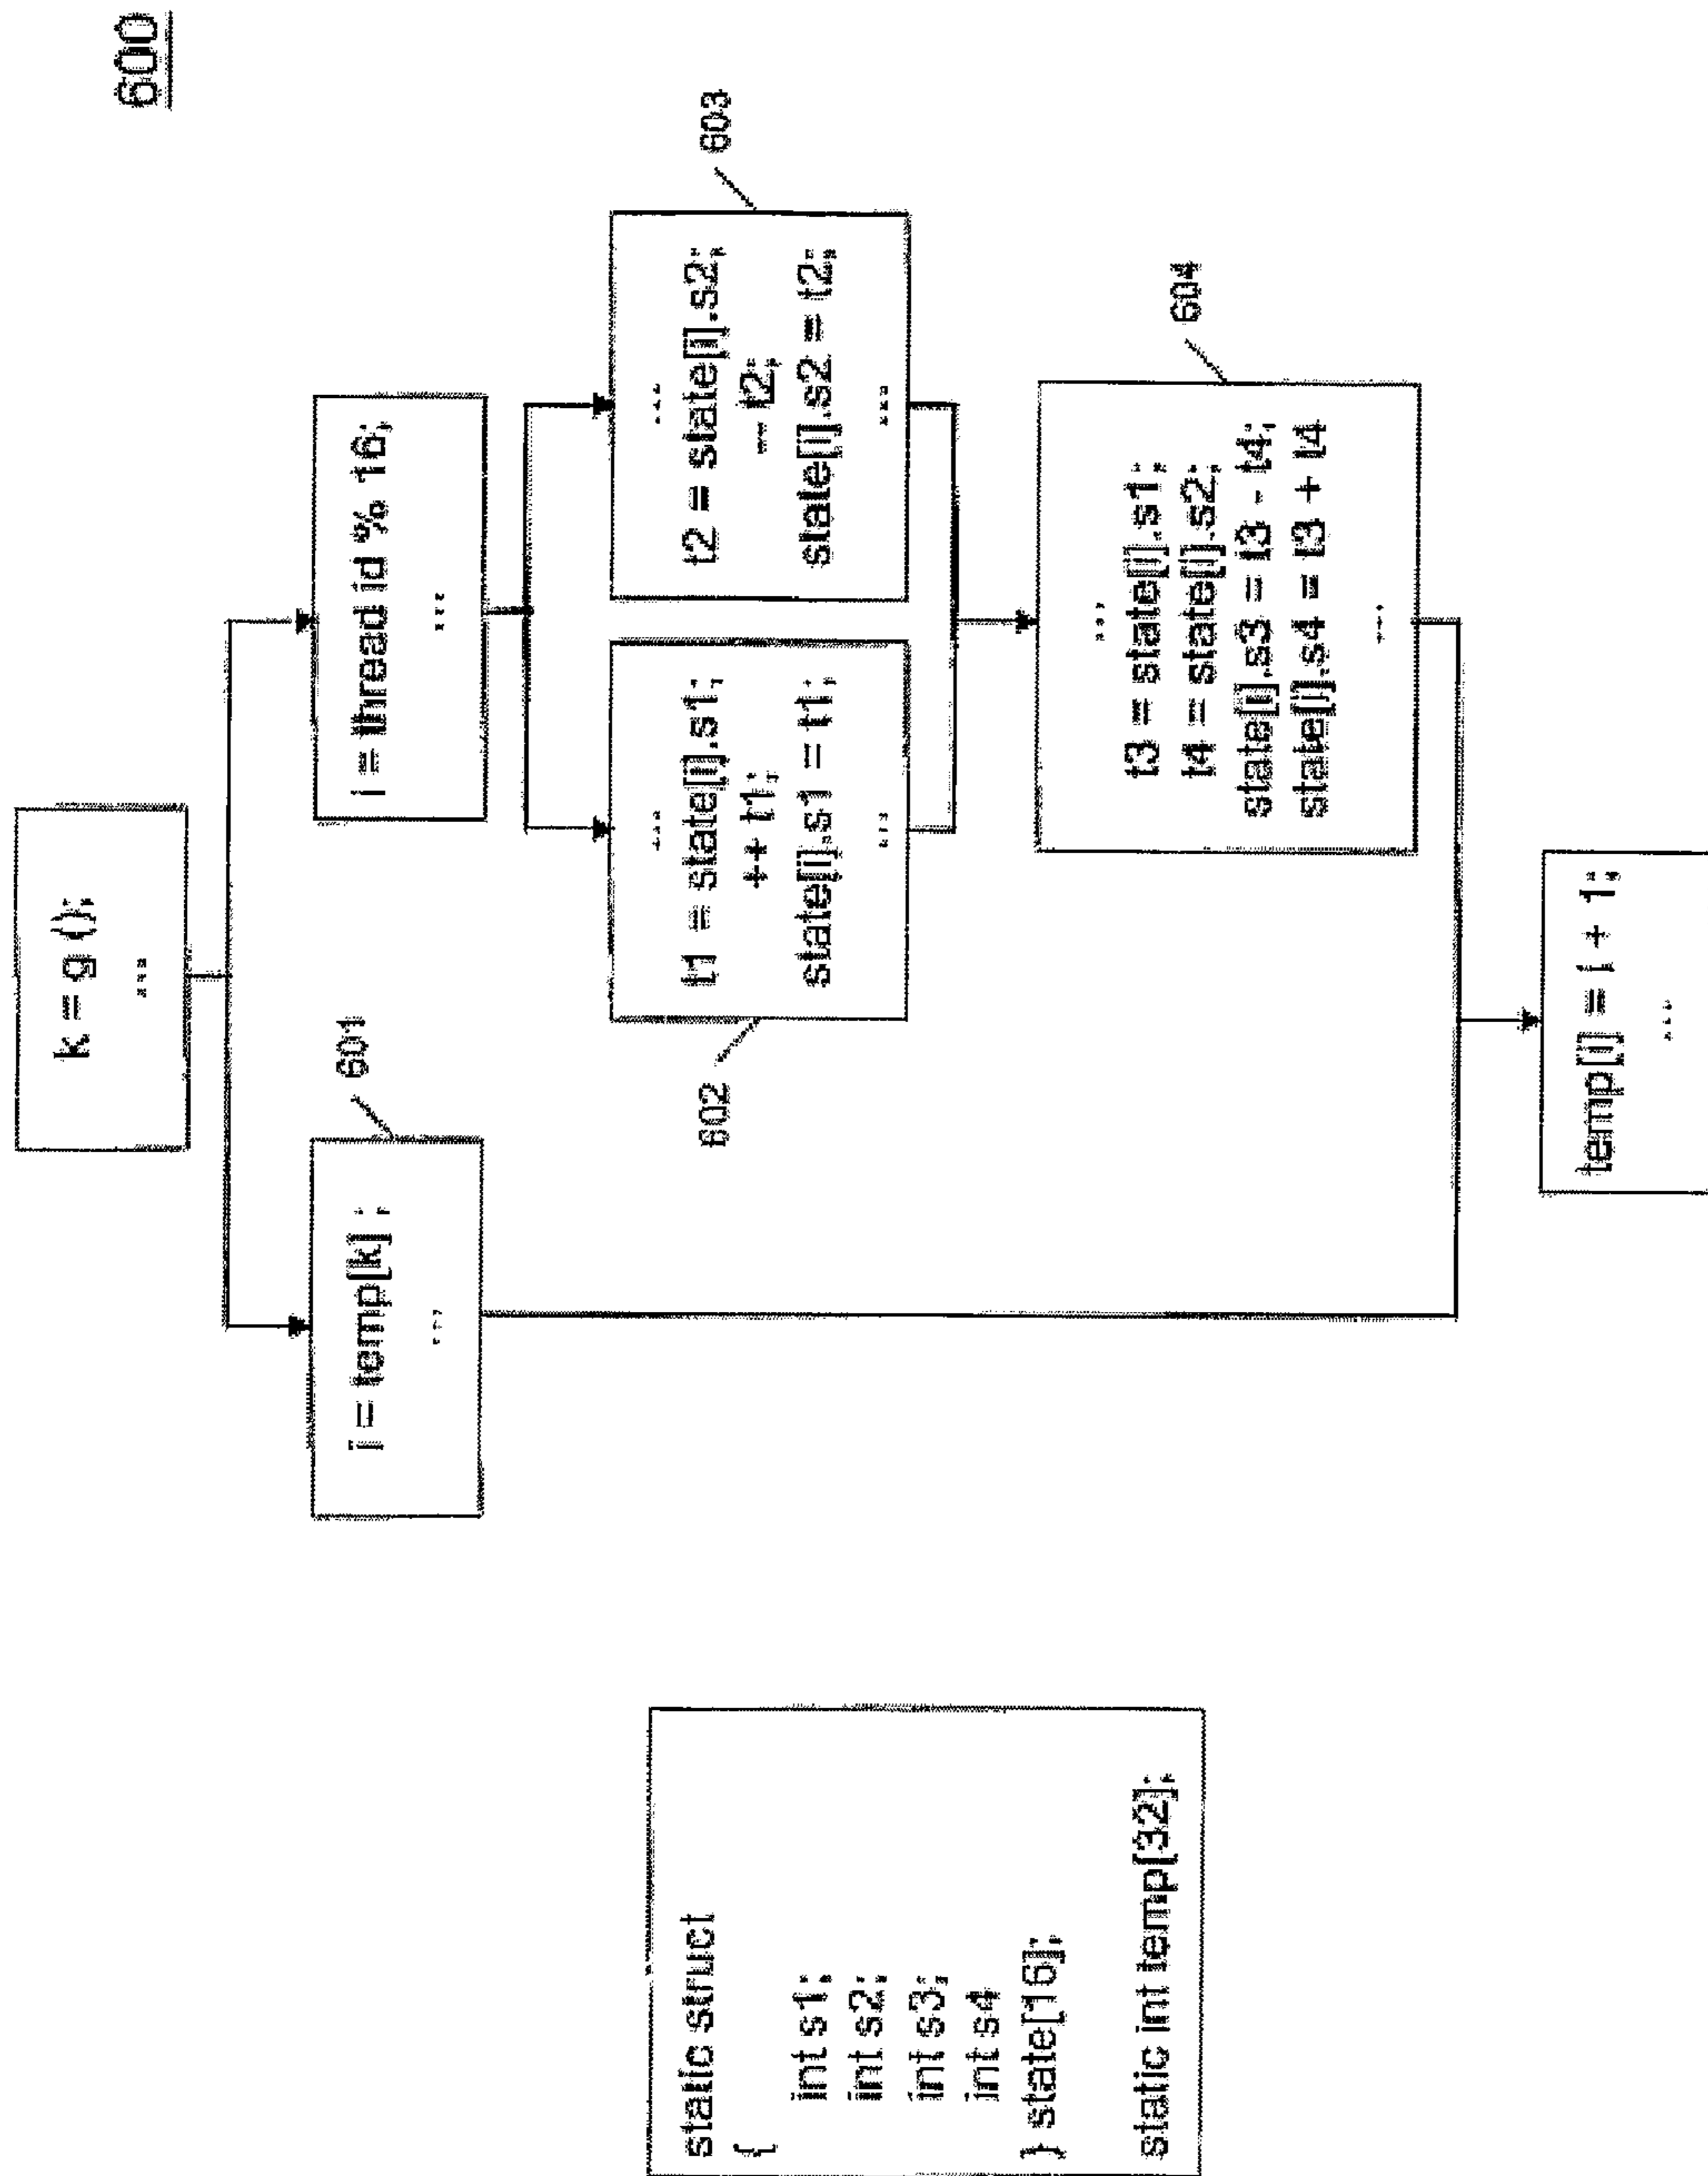 600
k = g ();
...
601
i = temp[k] ;
...
i = thread id % 16;
...
602
...
t1 = state[i].s1;
++ t1;
state[i].s1 = t1;
...
603
...
t2 = state[i].s2;
-- t2;
state[i].s2 = t2;
...
604
...
t3 = state[i].s1;
t4 = state[i].s2;
state[i].s3 = t3 - t4;
state[i].s4 = t3 + t4
...
temp[i] = i + 1;
...
static struct
{
int s1;
int s2;
int s3;
int s4
} state[16];
static int temp[32];